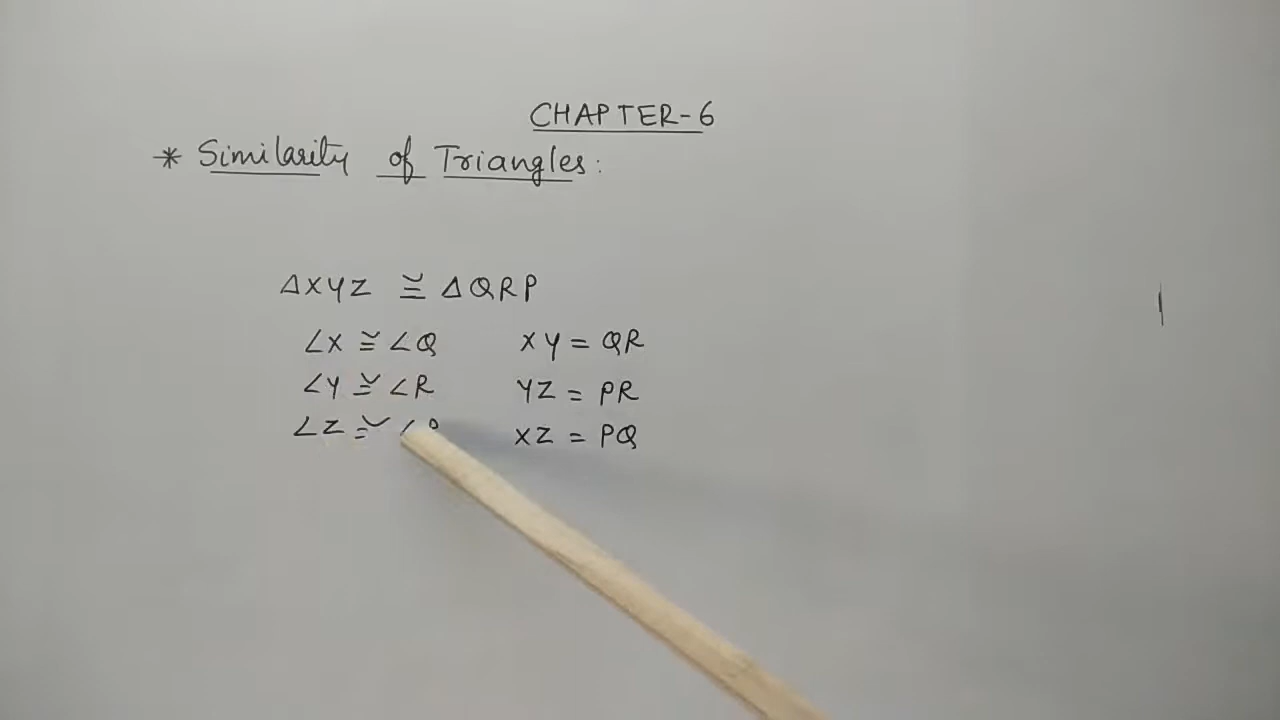 CHAPTER-6
* Similarity of Triangles:
ΔXYZ ≅ ΔQRP
∠X ≅ ∠Q XY = QR
∠Y ≅ ∠R YZ = PR
∠Z ≅ ∠P XZ = PQ